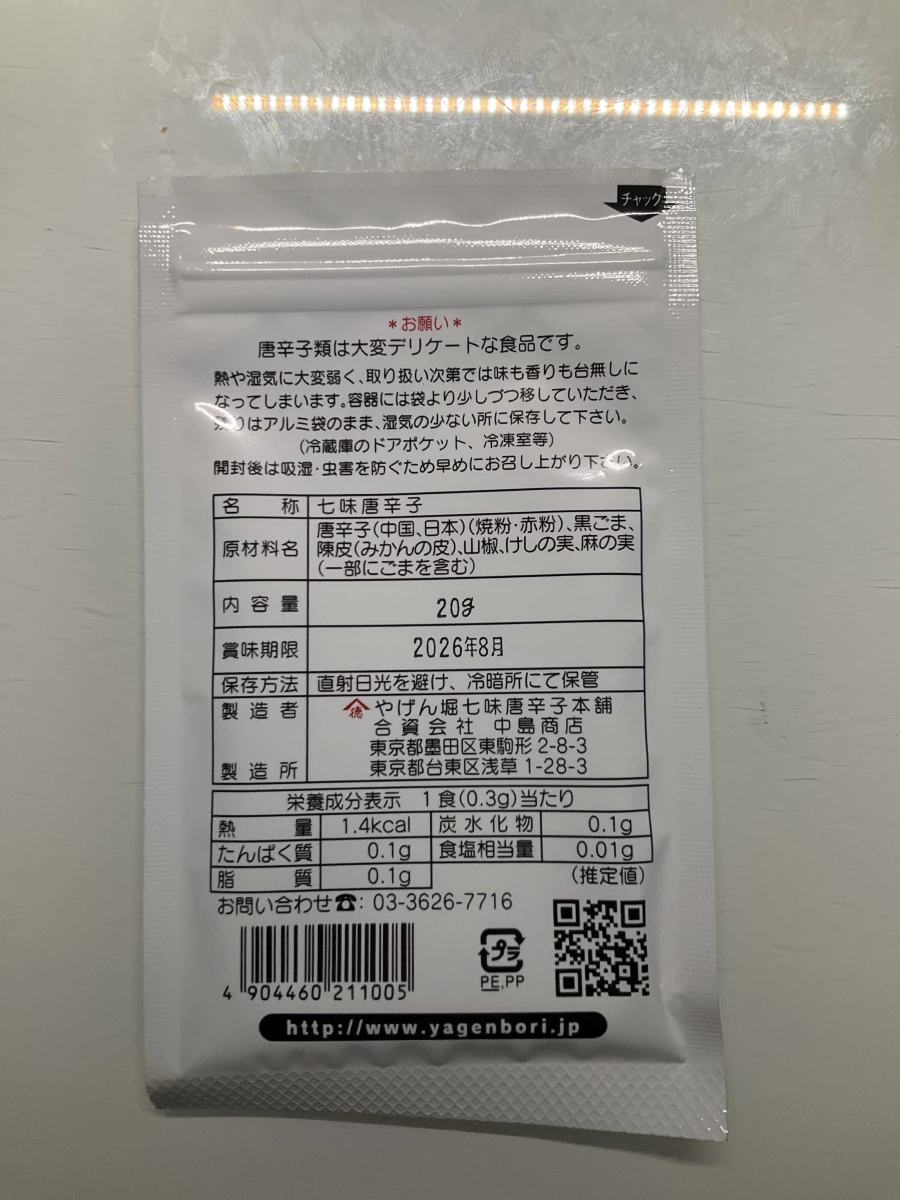 チャック
＊お願い＊
唐辛子類は大変デリケートな食品です。
熱や湿気に大変弱く、取り扱い次第では味も香りも台無しに
なってしまいます。容器には袋より少しづつ移していただき、
残りはアルミ袋のまま、湿気の少ない所に保存して下さい。
(冷蔵庫のドアポケット、冷凍室等)
開封後は吸湿・虫害を防ぐため早めにお召し上がり下さい。
名称 七味唐辛子
原材料名 唐辛子(中国、日本)(焼粉・赤粉)、黒ごま、
陳皮(みかんの皮)、山椒、けしの実、麻の実
(一部にごまを含む)
内容量 20g
賞味期限 2026年8月
保存方法 直射日光を避け、冷暗所にて保管
製造者 徳 やげん堀七味唐辛子本舗
合資会社 中島商店
東京都墨田区東駒形 2-8-3
製造所 東京都台東区浅草 1-28-3
栄養成分表示 1食(0.3g)当たり
熱量 1.4kcal 炭水化物 0.1g
たんぱく質 0.1g 食塩相当量 0.01g
脂質 0.1g (推定値)
お問い合わせ☎: 03-3626-7716
プラ
PE,PP
4 904460 211005
http://www.yagenbori.jp